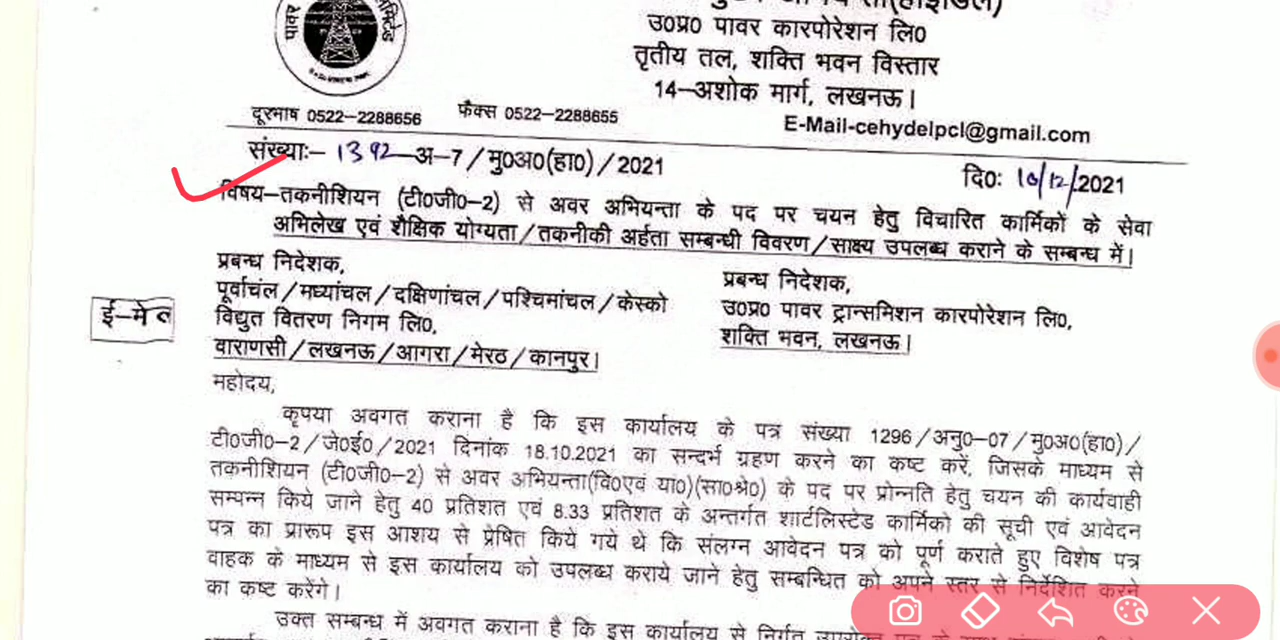 पावर
उ0प्र0 पावर कारपोरेशन लि0
तृतीय तल, शक्ति भवन विस्तार
14–अशोक मार्ग, लखनऊ।
दूरभाष 0522–2288656 फैक्स 0522–2288655
E-Mail-cehydelpcl@gmail.com
संख्याः– 1392–अ–7/मु0अ0(हा0)/2021
दि0: 10/12/2021
विषय–तकनीशियन (टी0जी0–2) से अवर अभियन्ता के पद पर चयन हेतु विचारित कार्मिकों के सेवा
अभिलेख एवं शैक्षिक योग्यता/तकनीकी अर्हता सम्बन्धी विवरण/साक्ष्य उपलब्ध कराने के सम्बन्ध में।
प्रबन्ध निदेशक,
पूर्वाचंल/मध्यांचल/दक्षिणांचल/पश्चिमांचल/केस्को
विद्युत वितरण निगम लि0,
वाराणसी/लखनऊ/आगरा/मेरठ/कानपुर।
प्रबन्ध निदेशक,
उ0प्र0 पावर ट्रान्समिशन कारपोरेशन लि0,
शक्ति भवन, लखनऊ।
ई–मेल
महोदय,
कृपया अवगत कराना है कि इस कार्यालय के पत्र संख्या 1296/अनु0–07/मु0अ0(हा0)/
टी0जी0–2/जे0ई0/2021 दिनांक 18.10.2021 का सन्दर्भ ग्रहण करने का कष्ट करें, जिसके माध्यम से
तकनीशियन (टी0जी0–2) से अवर अभियन्ता(वि0एवं या0)(सा0श्रे0) के पद पर प्रोन्नति हेतु चयन की कार्यवाही
सम्पन्न किये जाने हेतु 40 प्रतिशत एवं 8.33 प्रतिशत के अन्तर्गत शार्टलिस्टेड कार्मिको की सूची एवं आवेदन
पत्र का प्रारूप इस आशय से प्रेषित किये गये थे कि संलग्न आवेदन पत्र को पूर्ण कराते हुए विशेष पत्र
वाहक के माध्यम से इस कार्यालय को उपलब्ध कराये जाने हेतु सम्बन्धित को अपने स्तर से निर्देशित करने
का कष्ट करेंगे।
उक्त सम्बन्ध में अवगत कराना है कि इस कार्यालय से निर्गत